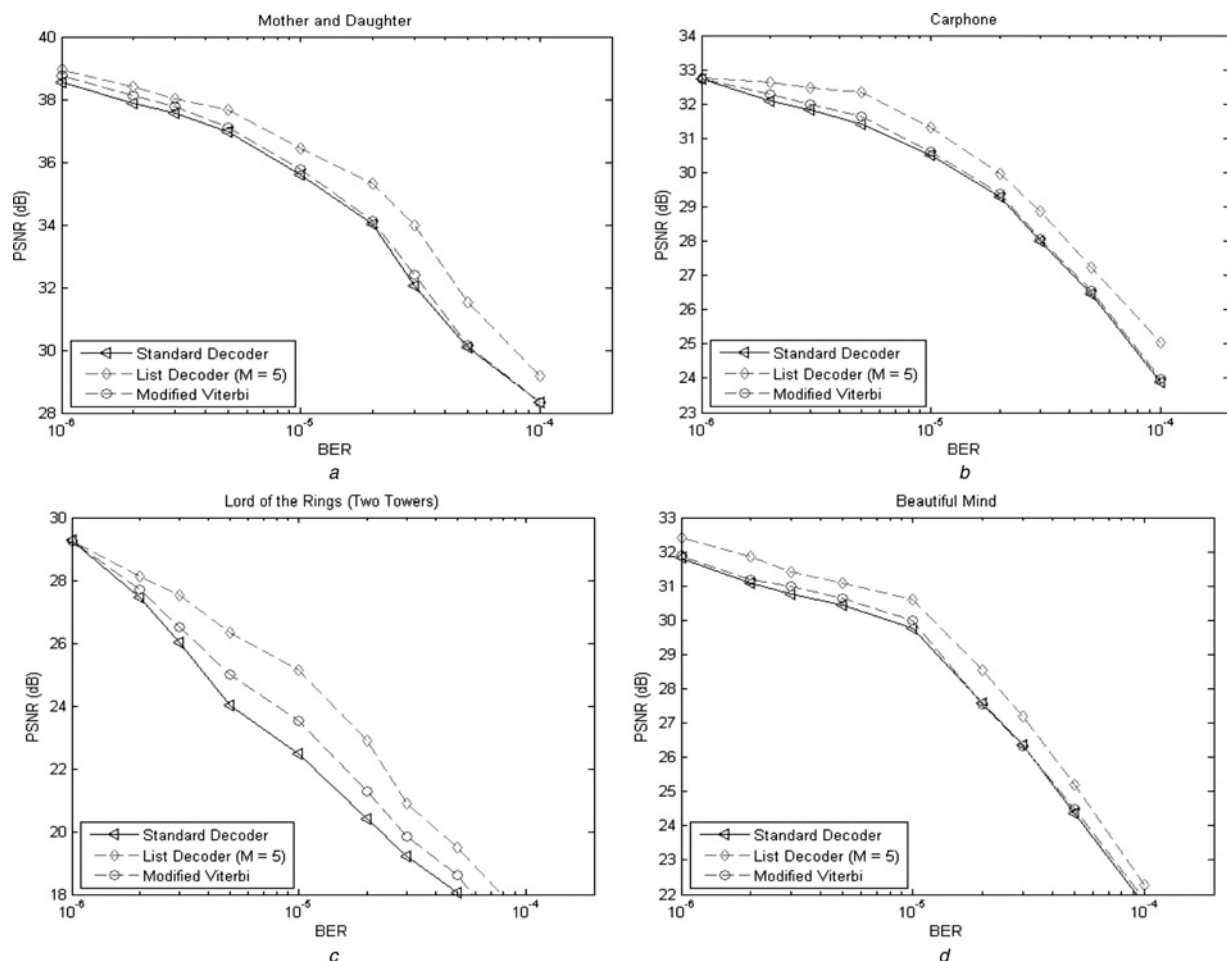 Mother and Daughter
40
38
36
34
32
30
28
PSNR (dB)
Standard Decoder
List Decoder (M = 5)
Modified Viterbi
10-6
10-5
10-4
BER
a
Carphone
34
33
32
31
30
29
28
27
26
25
24
23
PSNR (dB)
Standard Decoder
List Decoder (M = 5)
Modified Viterbi
10-6
10-5
10-4
BER
b
Lord of the Rings (Two Towers)
30
28
26
24
22
20
18
PSNR (dB)
Standard Decoder
List Decoder (M = 5)
Modified Viterbi
10-6
10-5
10-4
BER
c
Beautiful Mind
33
32
31
30
29
28
27
26
25
24
23
22
PSNR (dB)
Standard Decoder
List Decoder (M = 5)
Modified Viterbi
10-6
10-5
10-4
BER
d